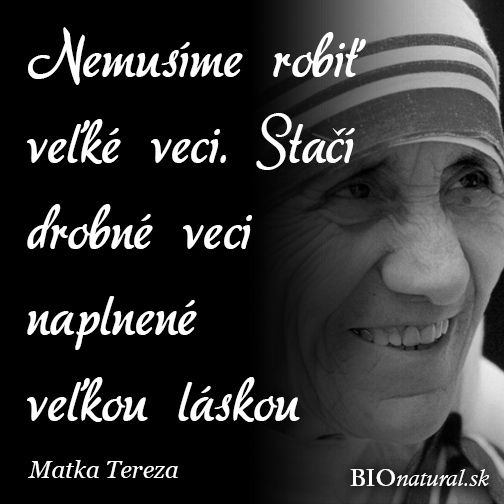 Nemusíme robiť
veľké veci. Stačí
drobné veci
naplnené
veľkou láskou
Matka Tereza
BIOnatural.sk